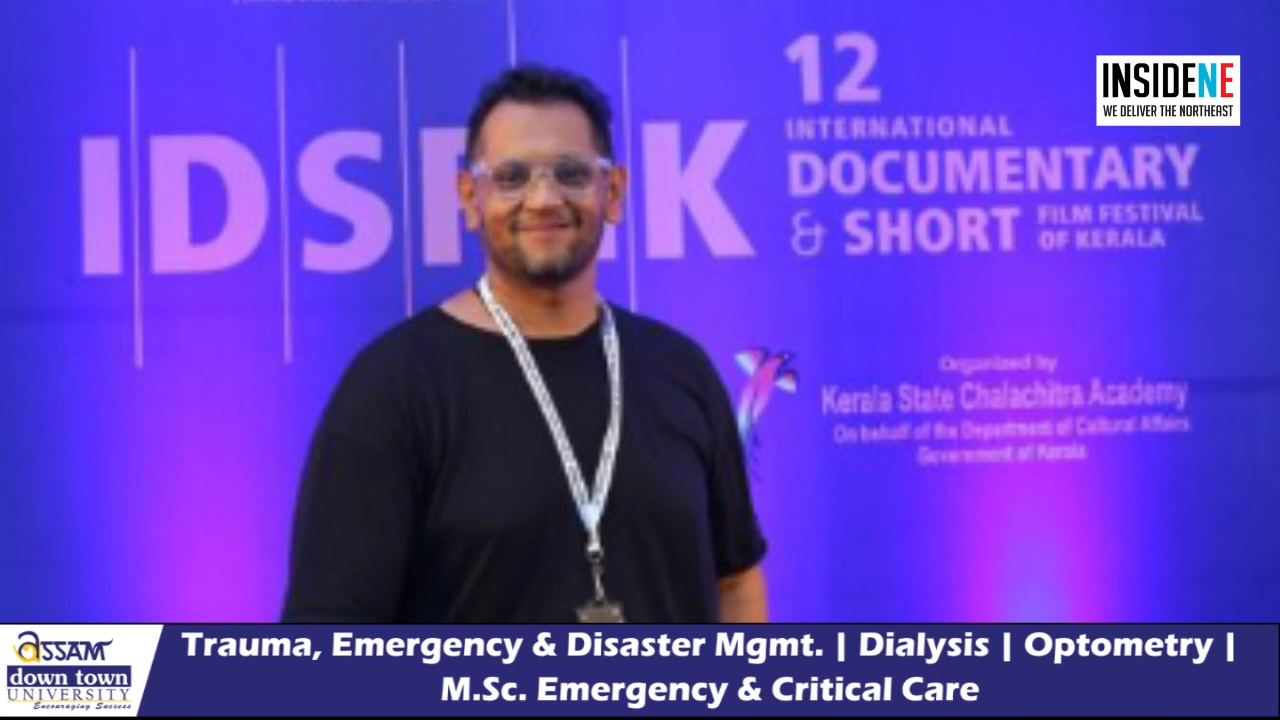 IDSF K
12
INTERNATIONAL
DOCUMENTARY
& SHORT FILM FESTIVAL
OF KERALA
Organized by
Kerala State Chalachitra Academy
On behalf of the Department of Cultural Affairs
Government of Kerala
INSIDENE
WE DELIVER THE NORTHEAST
ASSAM
down town
UNIVERSITY
Encouraging Success
Trauma, Emergency & Disaster Mgmt. | Dialysis | Optometry |
M.Sc. Emergency & Critical Care